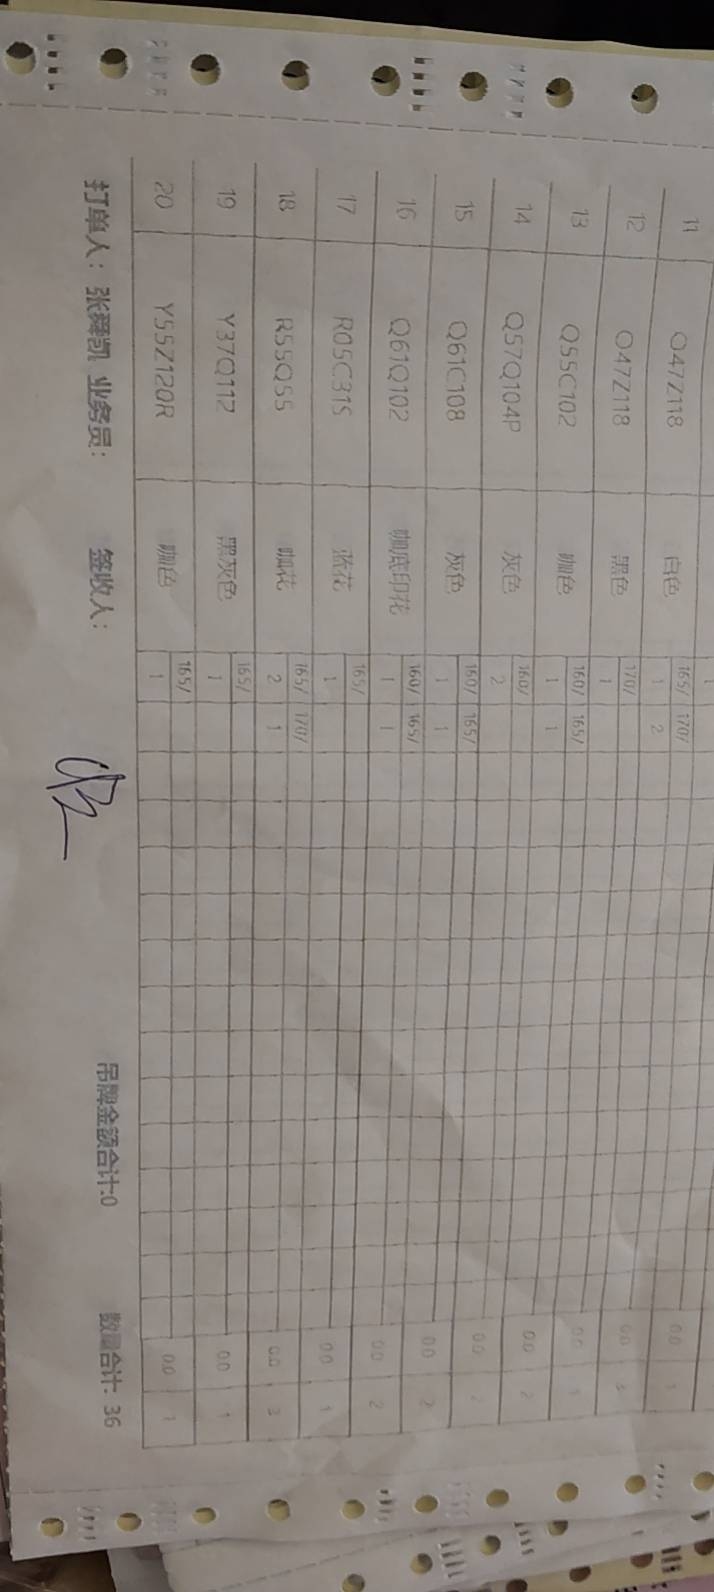 11 O47Z118 白色 165/ 170/ 0.0
1 2
12 O47Z118 黑色 170/ 0.0 1
1
13 Q55C102 咖色 160/ 165/ 0.0 2
1 1
14 Q57Q104P 灰色 160/ 0.0 2
2
15 Q61C108 灰色 160/ 165/ 0.0 2
1 1
16 Q61Q102 咖底印花 160/ 165/ 0.0 2
1 1
17 R05C31S 蓝花 165/ 0.0 1
1
18 R55Q55 咖花 165/ 170/ 0.0 3
2 1
19 Y37Q112 黑灰色 165/ 0.0 1
1
20 Y55Z120R 咖色 165/ 0.0 1
1
打单人：张舜凯 业务员： 签收人： 吊牌金额合计:0 数量合计: 36